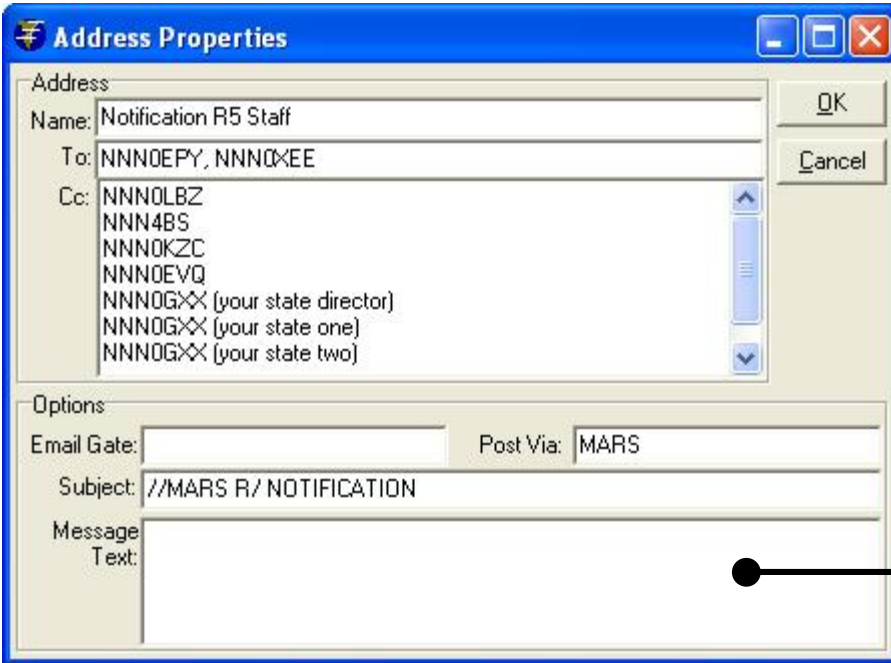 Address Properties
Address
OK
Name: Notification R5 Staff
To: NNN0EPY, NNN0XEE
Cancel
Cc: NNN0LBZ
NNN4BS
NNN0KZC
NNN0EVQ
NNN0GXX (your state director)
NNN0GXX (your state one)
NNN0GXX (your state two)
Options
Email Gate:
Post Via: MARS
Subject: //MARS R/ NOTIFICATION
Message
Text: